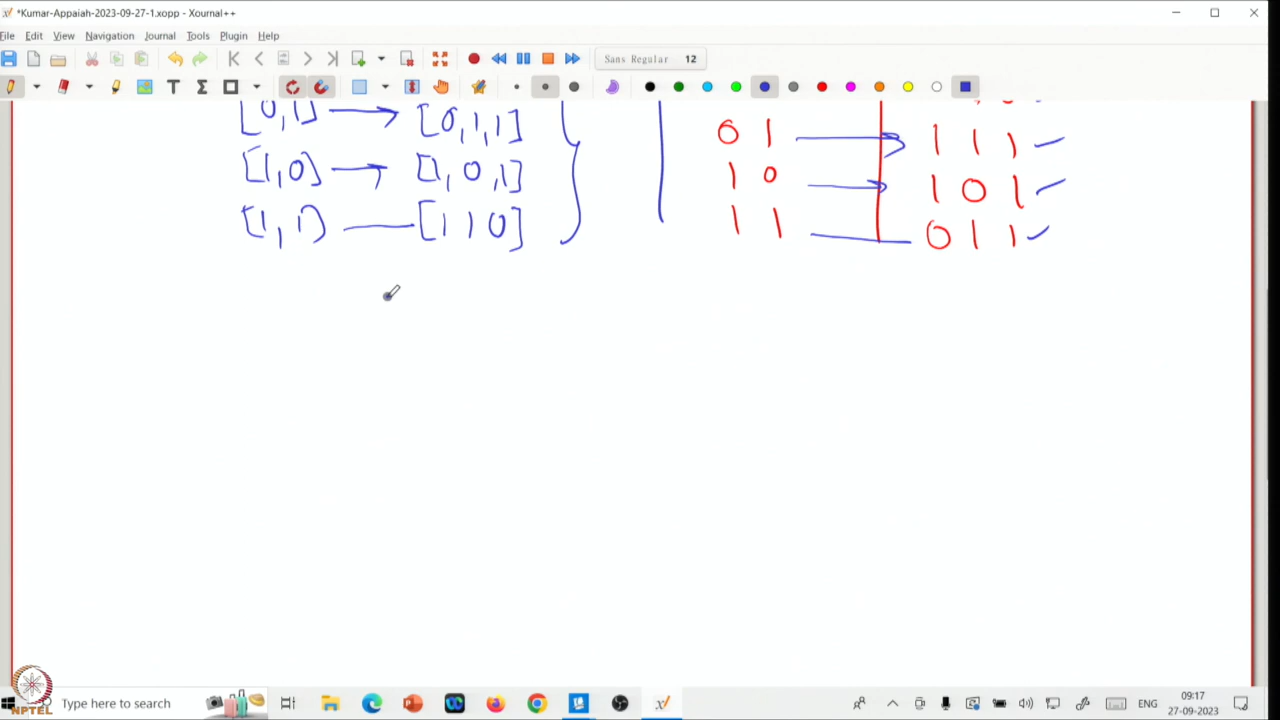 *Kumar-Appaiah-2023-09-27-1.xopp - Xournal++
File Edit View Navigation Journal Tools Plugin Help
Sans Regular 12
[0,1] → [0,1,1]
[1,0] → [1,0,1]
[1,1] — [1 1 0]
0 1 → 1 1 1 ✓
1 0 → 1 0 1 ✓
1 1 — 0 1 1 ✓
NPTEL
Type here to search
ENG
09:17
27-09-2023